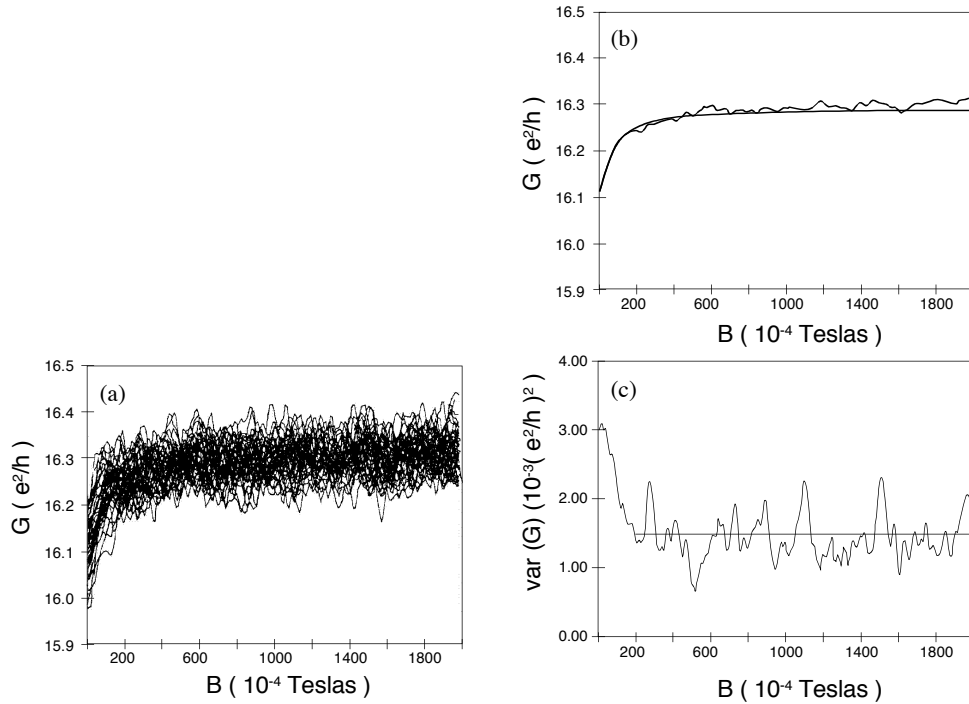 (b)
16.5
16.4
16.3
16.2
16.1
16.0
15.9
G ( e²/h )
200 600 1000 1400 1800
B ( 10⁻⁴ Teslas )
(a)
16.5
16.4
16.3
16.2
16.1
16.0
15.9
G ( e²/h )
200 600 1000 1400 1800
B ( 10⁻⁴ Teslas )
(c)
4.00
3.00
2.00
1.00
0.00
var (G) (10⁻³( e²/h )²
200 600 1000 1400 1800
B ( 10⁻⁴ Teslas )